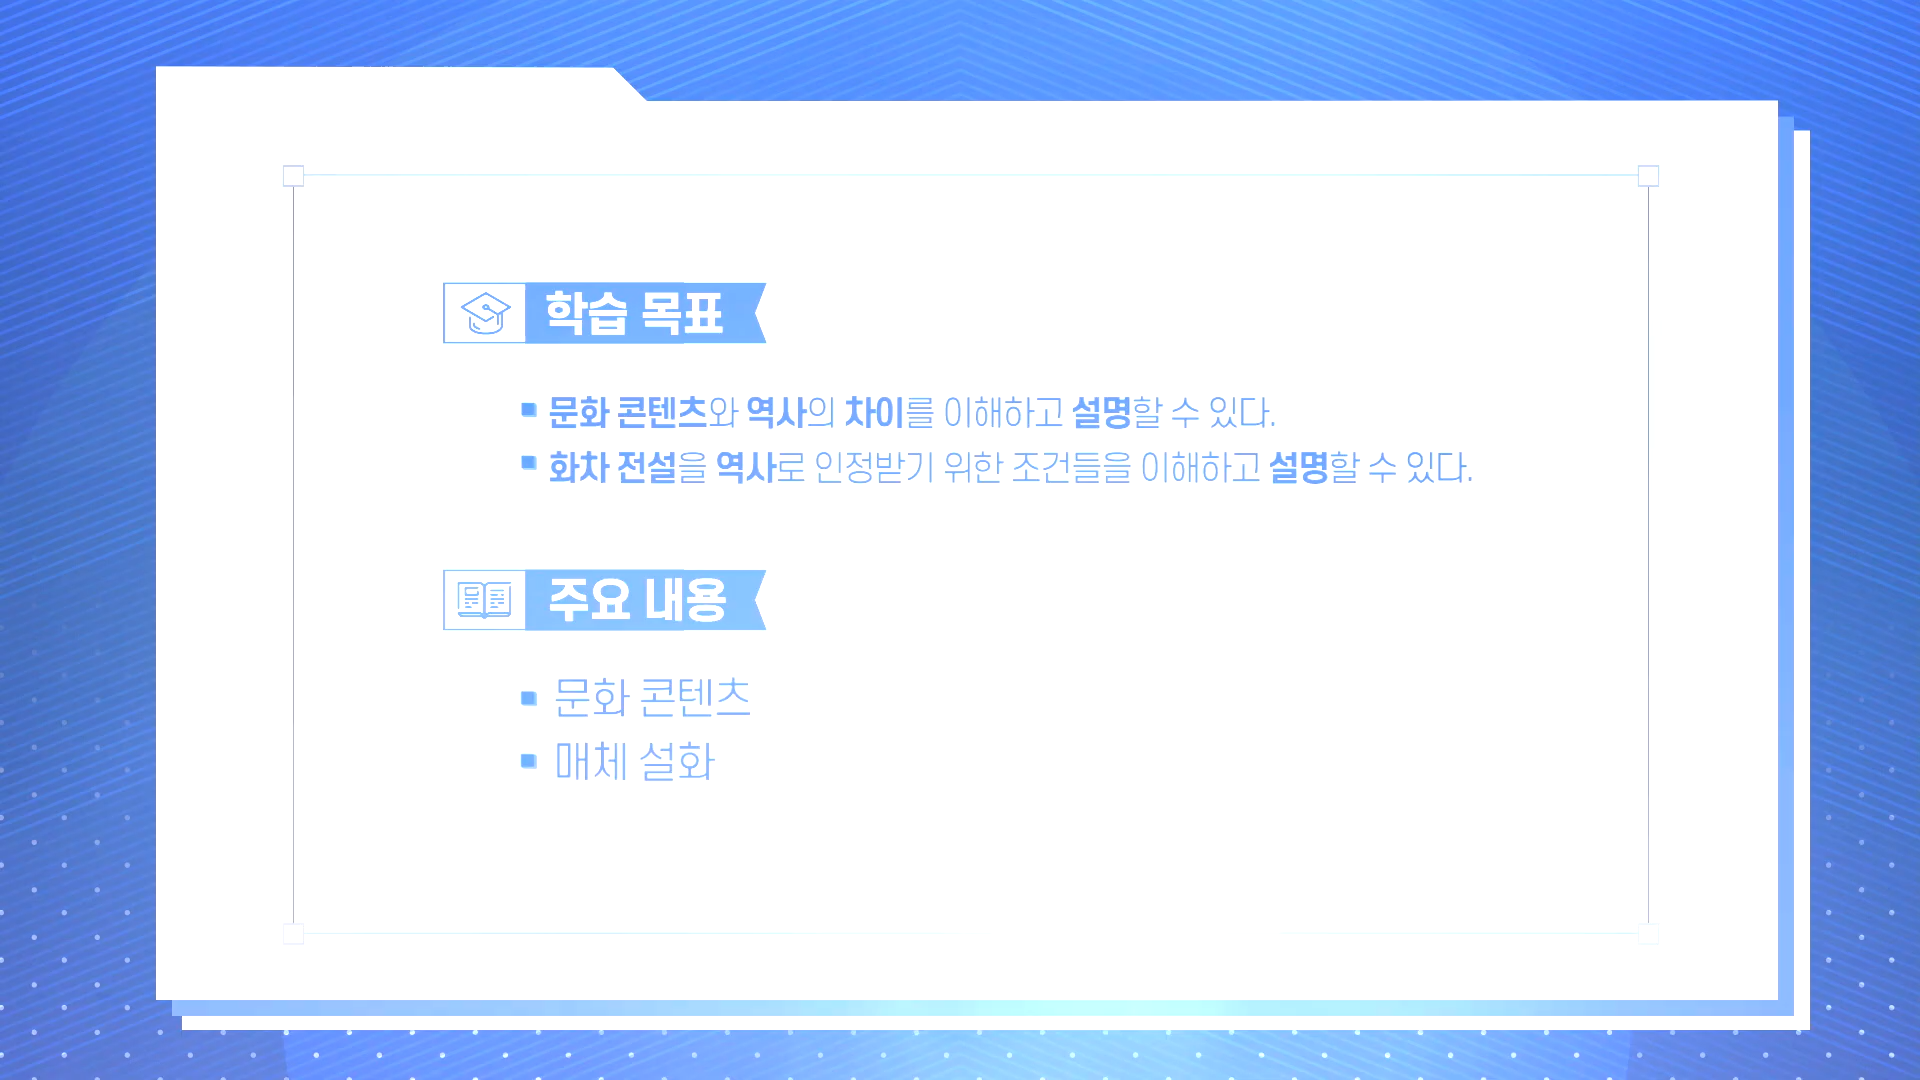 학습 목표
문화 콘텐츠와 역사의 차이를 이해하고 설명할 수 있다.
화차 전설을 역사로 인정받기 위한 조건들을 이해하고 설명할 수 있다.
주요 내용
문화 콘텐츠
매체 설화